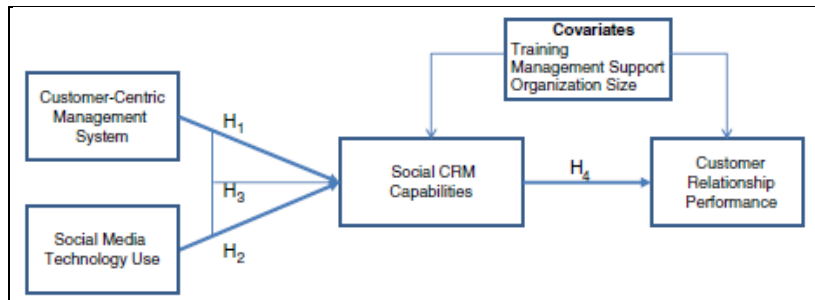 Covariates
Training
Management Support
Organization Size
Customer-Centric
Management
System
H1
Social CRM
Capabilities
H4
Customer
Relationship
Performance
H3
Social Media
Technology Use
H2